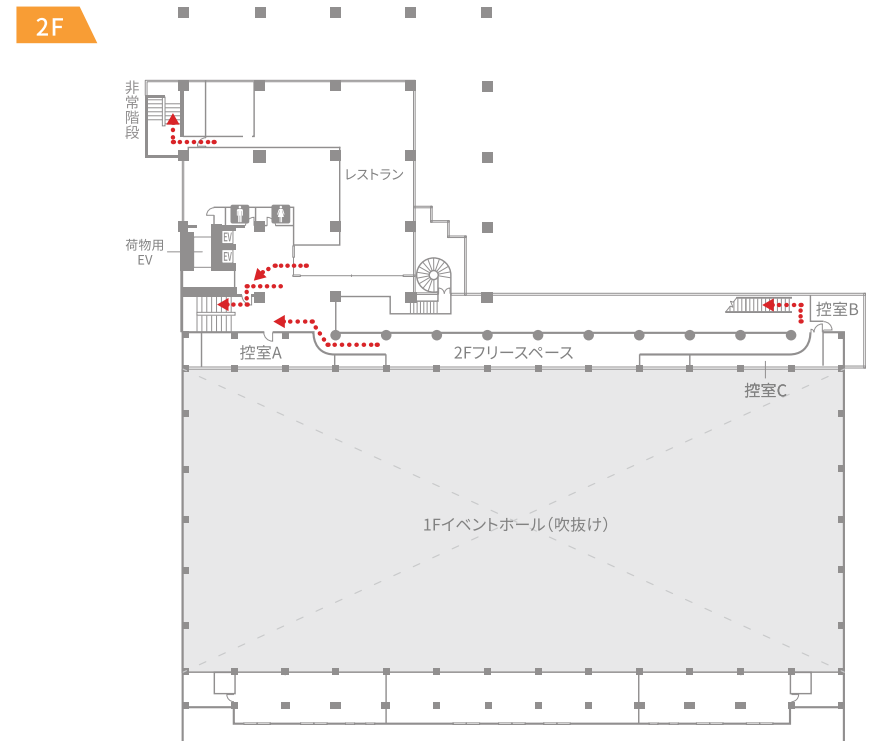 2F
非常階段
レストラン
EV
EV
荷物用
EV
控室B
控室A
2Fフリースペース
控室C
1Fイベントホール（吹抜け）